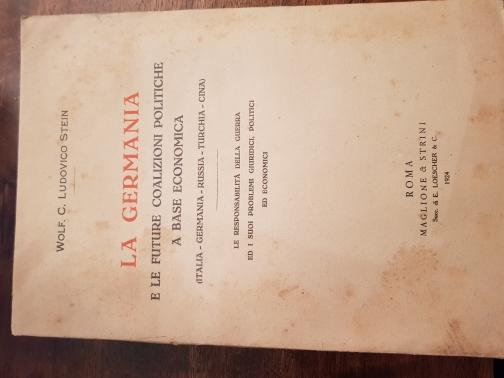 WOLF. C. LUDOVICO STEIN
LA GERMANIA
E LE FUTURE COALIZIONI POLITICHE
A BASE ECONOMICA
(ITALIA - GERMANIA - RUSSIA - TURCHIA - CINA)
LE RESPONSABILITÀ DELLA GUERRA
ED I SUOI PROBLEMI GIURIDICI, POLITICI
ED ECONOMICI
ROMA
MAGLIONE & STRINI
Succ. di E. LOESCHER & C.
1924